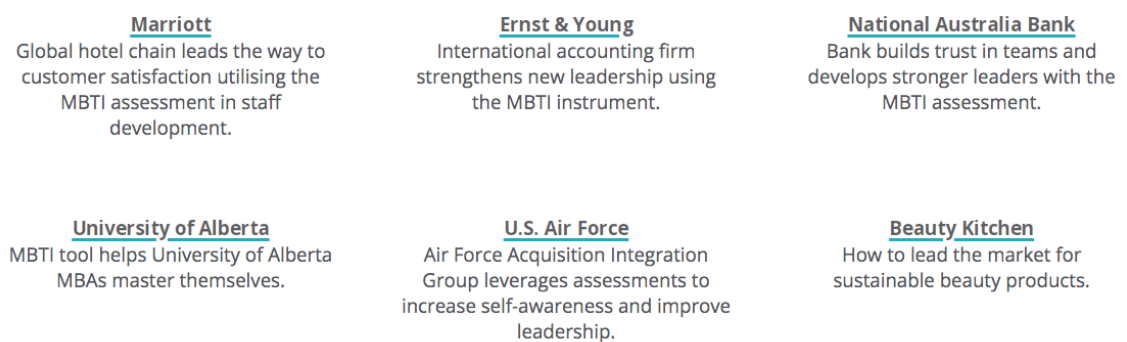 Marriott
Global hotel chain leads the way to
customer satisfaction utilising the
MBTI assessment in staff
development.
Ernst & Young
International accounting firm
strengthens new leadership using
the MBTI instrument.
National Australia Bank
Bank builds trust in teams and
develops stronger leaders with the
MBTI assessment.
University of Alberta
MBTI tool helps University of Alberta
MBAs master themselves.
U.S. Air Force
Air Force Acquisition Integration
Group leverages assessments to
increase self-awareness and improve
leadership.
Beauty Kitchen
How to lead the market for
sustainable beauty products.